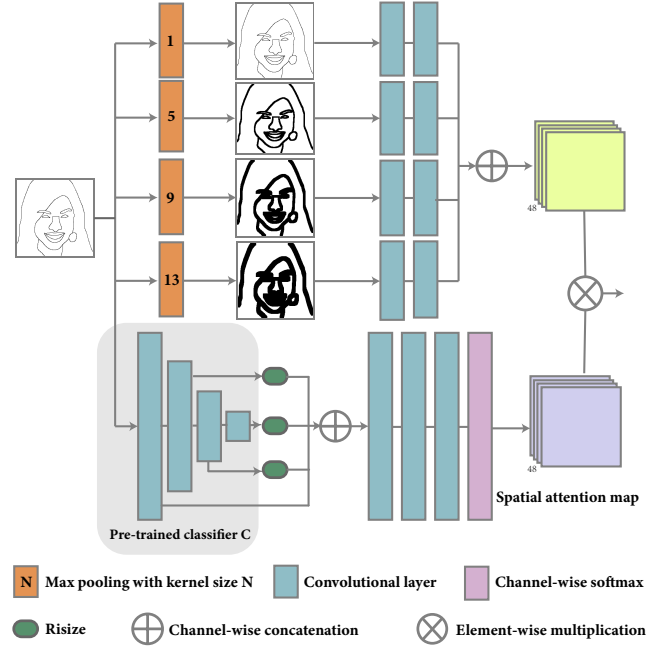 1
5
9
13
48
48
Spatial attention map
Pre-trained classifier C
N Max pooling with kernel size N
Convolutional layer
Channel-wise softmax
Risize
Channel-wise concatenation
Element-wise multiplication